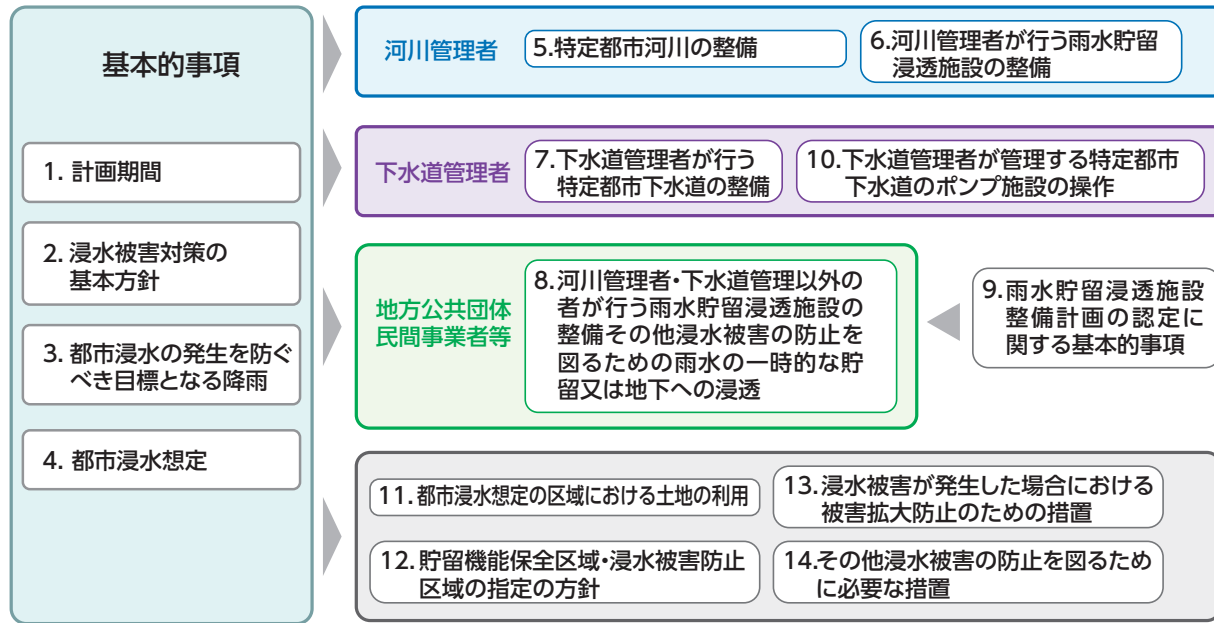 基本的事項
1. 計画期間
2. 浸水被害対策の
基本方針
3. 都市浸水の発生を防ぐ
べき目標となる降雨
4. 都市浸水想定
河川管理者
5.特定都市河川の整備
6.河川管理者が行う雨水貯留
浸透施設の整備
下水道管理者
7.下水道管理者が行う
特定都市下水道の整備
10.下水道管理者が管理する特定都市
下水道のポンプ施設の操作
地方公共団体
民間事業者等
8.河川管理者・下水道管理以外の
者が行う雨水貯留浸透施設の
整備その他浸水被害の防止を
図るための雨水の一時的な貯
留又は地下への浸透
9.雨水貯留浸透施設
整備計画の認定に
関する基本的事項
11.都市浸水想定の区域における土地の利用
12.貯留機能保全区域・浸水被害防止
区域の指定の方針
13.浸水被害が発生した場合における
被害拡大防止のための措置
14.その他浸水被害の防止を図るため
に必要な措置